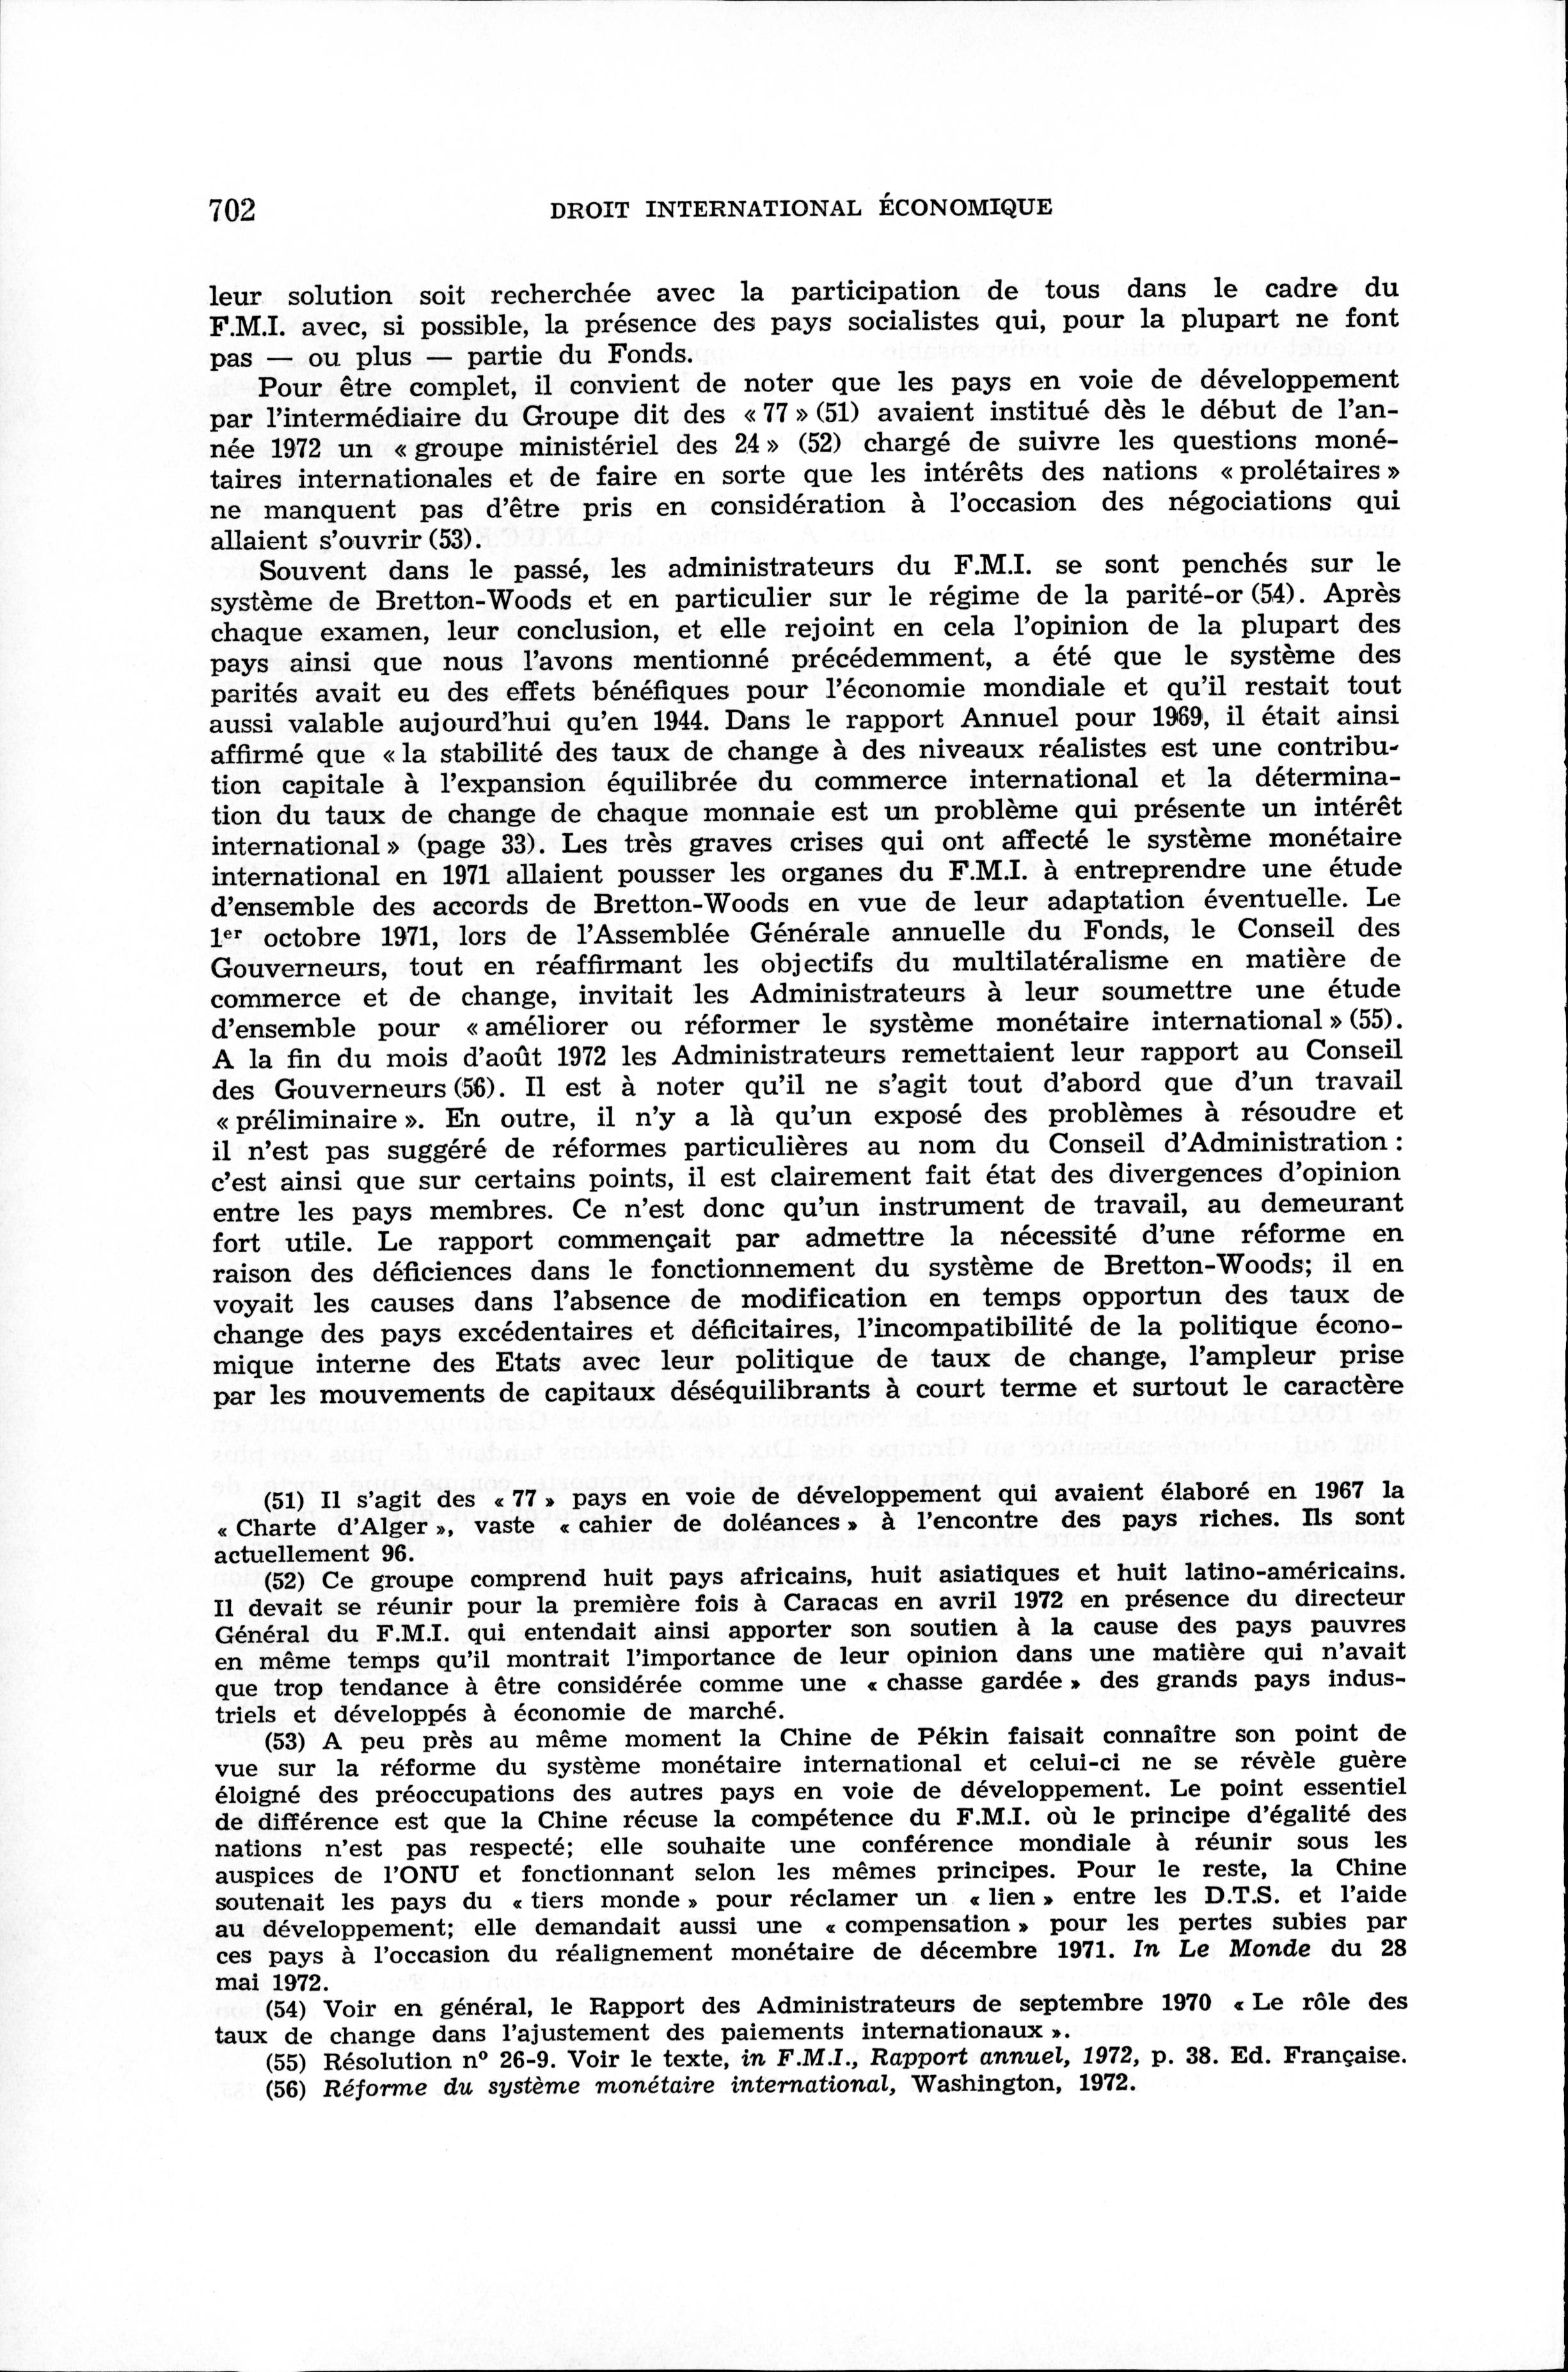 702
DROIT INTERNATIONAL ÉCONOMIQUE
leur solution soit recherchée avec la participation de tous dans le cadre du
F.M.I. avec, si possible, la présence des pays socialistes qui, pour la plupart ne font
pas — ou plus — partie du Fonds.
Pour être complet, il convient de noter que les pays en voie de développement
par l'intermédiaire du Groupe dit des « 77 » (51) avaient institué dès le début de l'an-
née 1972 un « groupe ministériel des 24 » (52) chargé de suivre les questions moné-
taires internationales et de faire en sorte que les intérêts des nations « prolétaires »
ne manquent pas d'être pris en considération à l'occasion des négociations qui
allaient s'ouvrir (53).
Souvent dans le passé, les administrateurs du F.M.I. se sont penchés sur le
système de Bretton-Woods et en particulier sur le régime de la parité-or (54). Après
chaque examen, leur conclusion, et elle rejoint en cela l'opinion de la plupart des
pays ainsi que nous l'avons mentionné précédemment, a été que le système des
parités avait eu des effets bénéfiques pour l'économie mondiale et qu'il restait tout
aussi valable aujourd'hui qu'en 1944. Dans le rapport Annuel pour 1969, il était ainsi
affirmé que « la stabilité des taux de change à des niveaux réalistes est une contribu-
tion capitale à l'expansion équilibrée du commerce international et la détermina-
tion du taux de change de chaque monnaie est un problème qui présente un intérêt
international » (page 33). Les très graves crises qui ont affecté le système monétaire
international en 1971 allaient pousser les organes du F.M.I. à entreprendre une étude
d'ensemble des accords de Bretton-Woods en vue de leur adaptation éventuelle. Le
1er octobre 1971, lors de l'Assemblée Générale annuelle du Fonds, le Conseil des
Gouverneurs, tout en réaffirmant les objectifs du multilatéralisme en matière de
commerce et de change, invitait les Administrateurs à leur soumettre une étude
d'ensemble pour « améliorer ou réformer le système monétaire international » (55).
A la fin du mois d'août 1972 les Administrateurs remettaient leur rapport au Conseil
des Gouverneurs (56). Il est à noter qu'il ne s'agit tout d'abord que d'un travail
« préliminaire ». En outre, il n'y a là qu'un exposé des problèmes à résoudre et
il n'est pas suggéré de réformes particulières au nom du Conseil d'Administration :
c'est ainsi que sur certains points, il est clairement fait état des divergences d'opinion
entre les pays membres. Ce n'est donc qu'un instrument de travail, au demeurant
fort utile. Le rapport commençait par admettre la nécessité d'une réforme en
raison des déficiences dans le fonctionnement du système de Bretton-Woods; il en
voyait les causes dans l'absence de modification en temps opportun des taux de
change des pays excédentaires et déficitaires, l'incompatibilité de la politique écono-
mique interne des Etats avec leur politique de taux de change, l'ampleur prise
par les mouvements de capitaux déséquilibrants à court terme et surtout le caractère
(51) Il s'agit des « 77 » pays en voie de développement qui avaient élaboré en 1967 la
« Charte d'Alger », vaste « cahier de doléances » à l'encontre des pays riches. Ils sont
actuellement 96.
(52) Ce groupe comprend huit pays africains, huit asiatiques et huit latino-américains.
Il devait se réunir pour la première fois à Caracas en avril 1972 en présence du directeur
Général du F.M.I. qui entendait ainsi apporter son soutien à la cause des pays pauvres
en même temps qu'il montrait l'importance de leur opinion dans une matière qui n'avait
que trop tendance à être considérée comme une « chasse gardée » des grands pays indus-
triels et développés à économie de marché.
(53) A peu près au même moment la Chine de Pékin faisait connaître son point de
vue sur la réforme du système monétaire international et celui-ci ne se révèle guère
éloigné des préoccupations des autres pays en voie de développement. Le point essentiel
de différence est que la Chine récuse la compétence du F.M.I. où le principe d'égalité des
nations n'est pas respecté; elle souhaite une conférence mondiale à réunir sous les
auspices de l'ONU et fonctionnant selon les mêmes principes. Pour le reste, la Chine
soutenait les pays du « tiers monde » pour réclamer un « lien » entre les D.T.S. et l'aide
au développement; elle demandait aussi une « compensation » pour les pertes subies par
ces pays à l'occasion du réalignement monétaire de décembre 1971. In Le Monde du 28
mai 1972.
(54) Voir en général, le Rapport des Administrateurs de septembre 1970 « Le rôle des
taux de change dans l'ajustement des paiements internationaux ».
(55) Résolution n° 26-9. Voir le texte, in F.M.I., Rapport annuel, 1972, p. 38. Ed. Française.
(56) Réforme du système monétaire international, Washington, 1972.